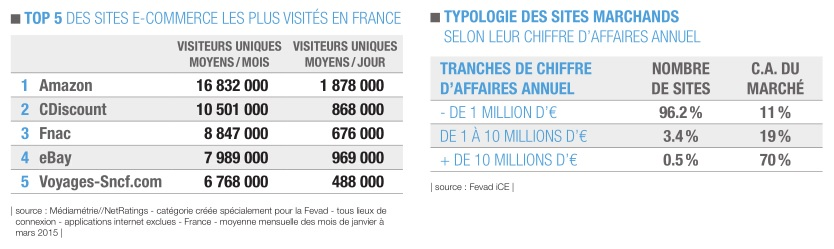 TOP 5 DES SITES E-COMMERCE LES PLUS VISITÉS EN FRANCE
VISITEURS UNIQUES VISITEURS UNIQUES
MOYENS / MOIS MOYENS / JOUR
1 Amazon 16 832 000 1 878 000
2 CDiscount 10 501 000 868 000
3 Fnac 8 847 000 676 000
4 eBay 7 989 000 969 000
5 Voyages-Sncf.com 6 768 000 488 000
| source : Médiamétrie//NetRatings - catégorie créée spécialement pour la Fevad - tous lieux de
connexion - applications internet exclues - France - moyenne mensuelle des mois de janvier à
mars 2015 |
TYPOLOGIE DES SITES MARCHANDS
SELON LEUR CHIFFRE D'AFFAIRES ANNUEL
TRANCHES DE CHIFFRE NOMBRE C.A. DU
D'AFFAIRES ANNUEL DE SITES MARCHÉ
- DE 1 MILLION D'€ 96.2 % 11 %
DE 1 À 10 MILLIONS D'€ 3.4 % 19 %
+ DE 10 MILLIONS D'€ 0.5 % 70 %
| source : Fevad iCE |